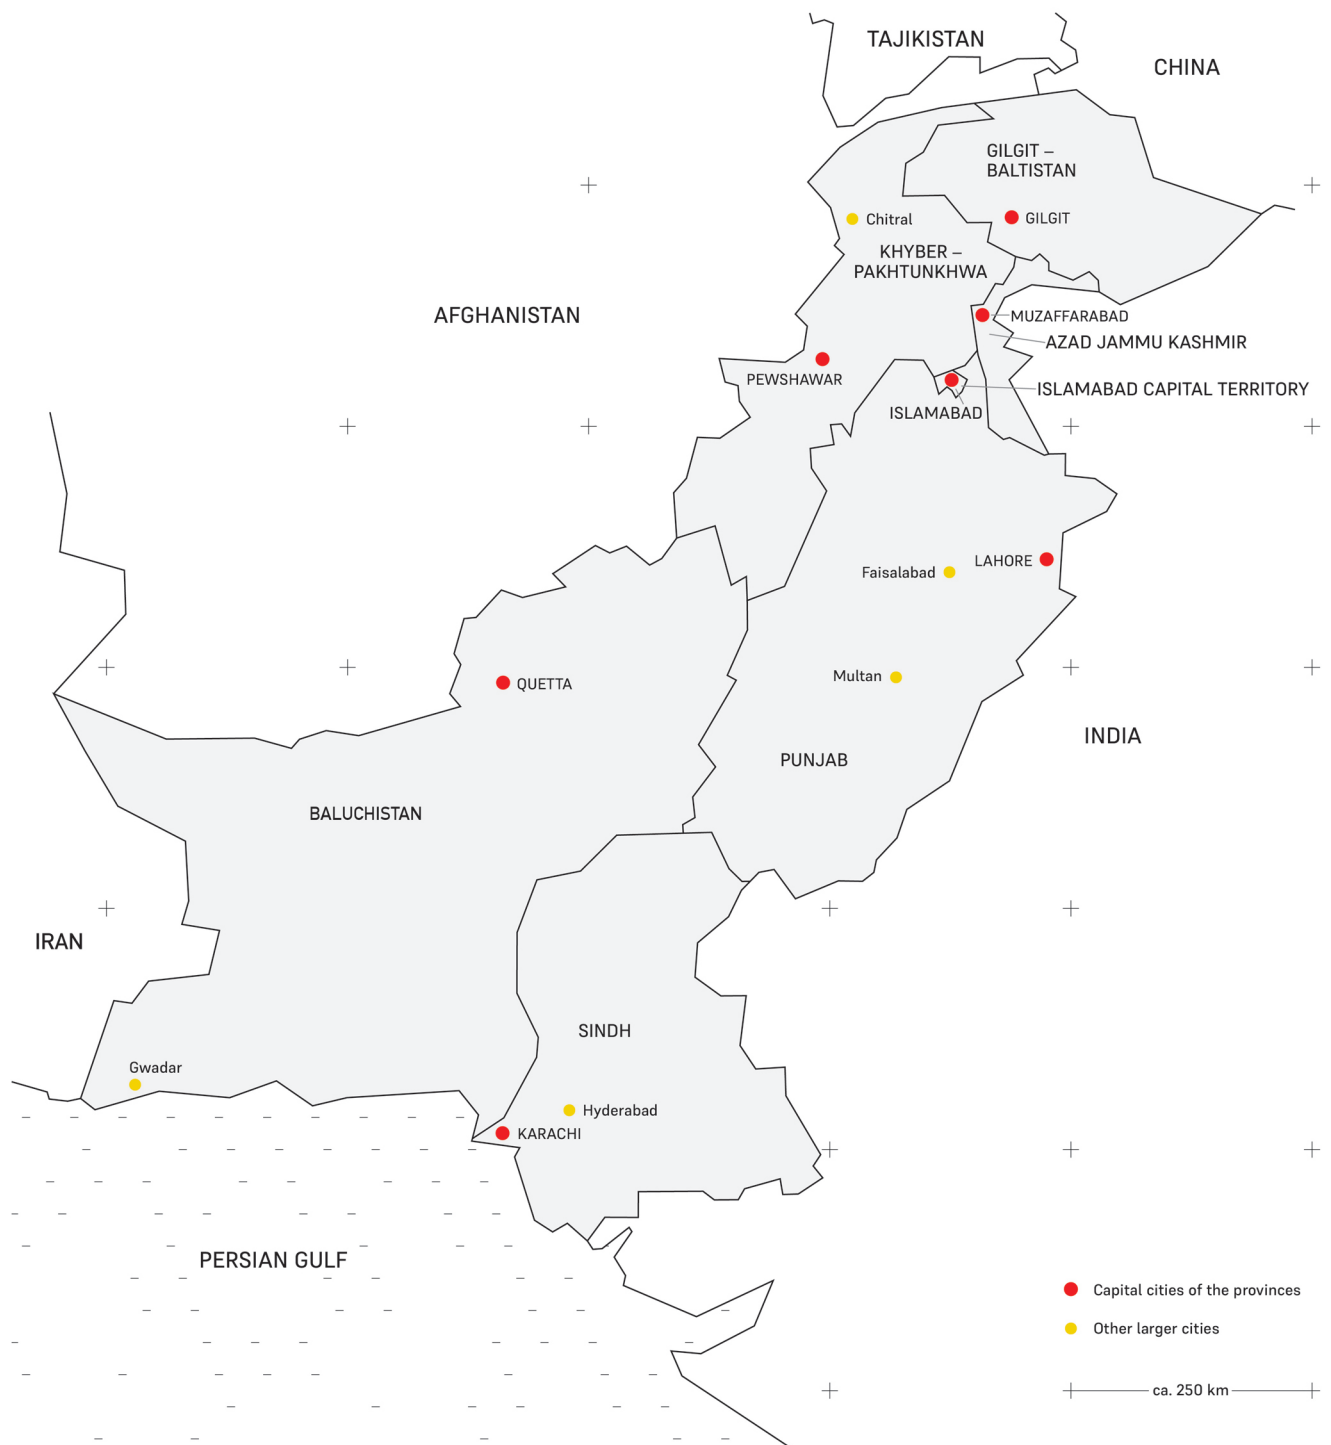 TAJIKISTAN
CHINA
GILGIT –
BALTISTAN
Chitral
GILGIT
KHYBER –
PAKHTUNKHWA
AFGHANISTAN
MUZAFFARABAD
AZAD JAMMU KASHMIR
PEWSHAWAR
ISLAMABAD CAPITAL TERRITORY
ISLAMABAD
LAHORE
Faisalabad
Multan
QUETTA
INDIA
PUNJAB
BALUCHISTAN
IRAN
SINDH
Gwadar
Hyderabad
KARACHI
PERSIAN GULF
Capital cities of the provinces
Other larger cities
ca. 250 km